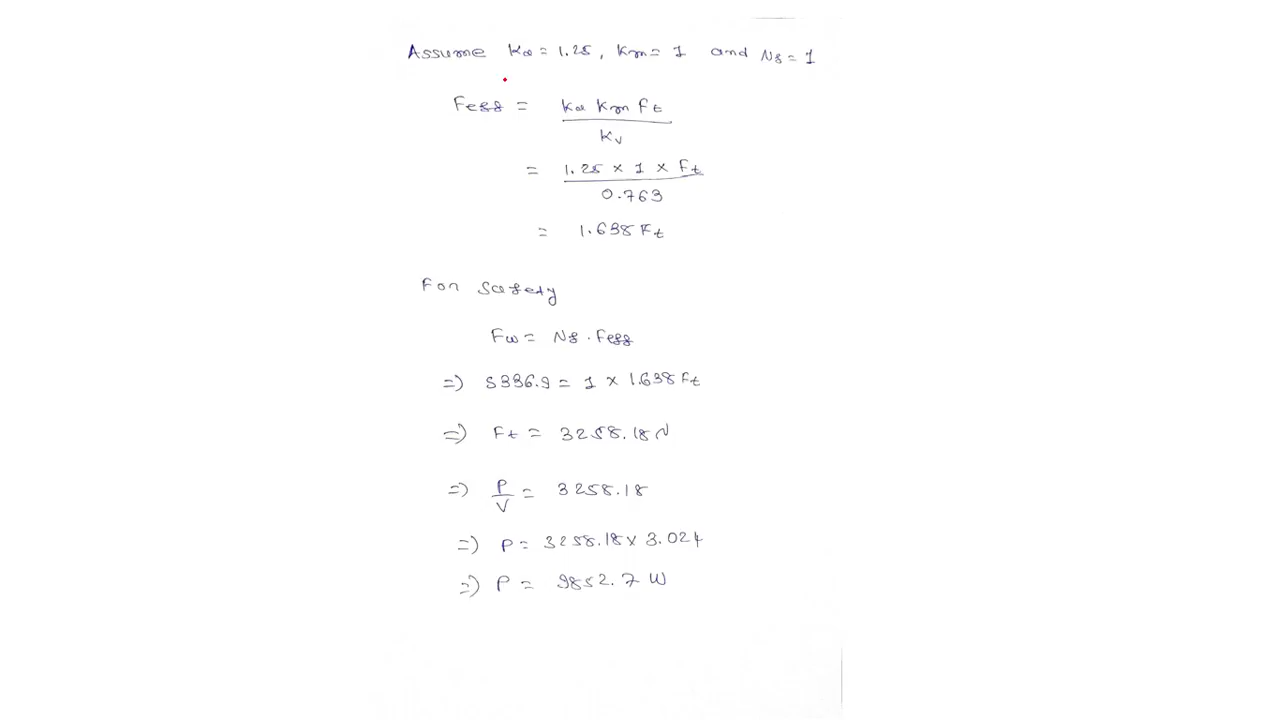 Assume Ka = 1.25, Km = 1 and Nf = 1
Feff = Ka Km Ft
Kv
= 1.25 × 1 × Ft
0.763
= 1.638 Ft
For safety
Fw = Nf . Feff
=) 5336.9 = 1 × 1.638 Ft
=) Ft = 3258.18 N
=) P
V = 3258.18
=) P = 3258.18 × 3.024
=) P = 9852.7 W